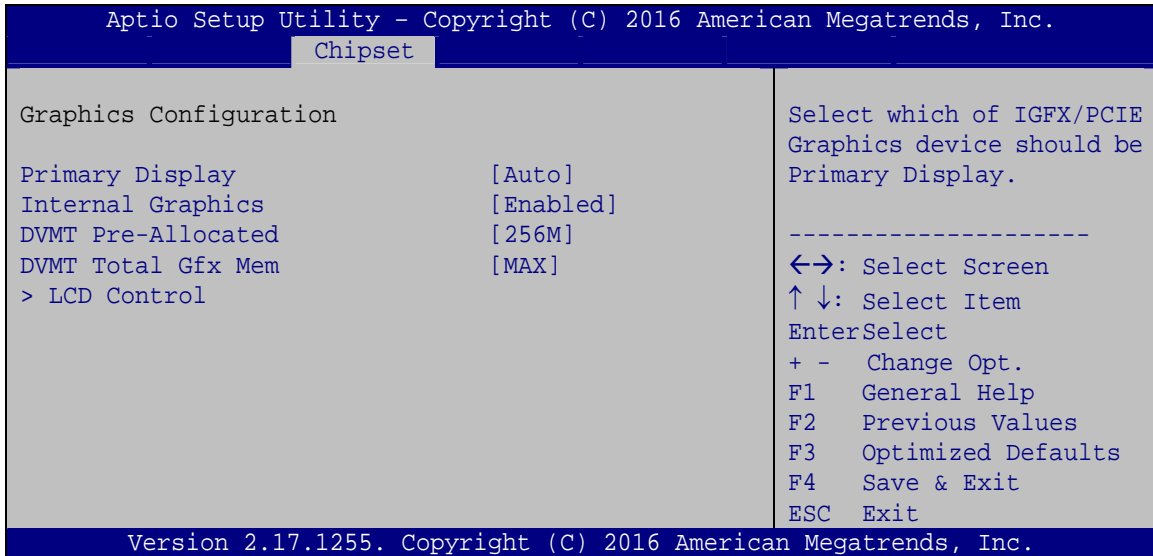 Aptio Setup Utility – Copyright (C) 2016 American Megatrends, Inc.
Chipset
Graphics Configuration
Primary Display [Auto]
Internal Graphics [Enabled]
DVMT Pre-Allocated [256M]
DVMT Total Gfx Mem [MAX]
> LCD Control
Select which of IGFX/PCIE
Graphics device should be
Primary Display.
---------------------
←→: Select Screen
↑ ↓: Select Item
EnterSelect
+ - Change Opt.
F1 General Help
F2 Previous Values
F3 Optimized Defaults
F4 Save & Exit
ESC Exit
Version 2.17.1255. Copyright (C) 2016 American Megatrends, Inc.